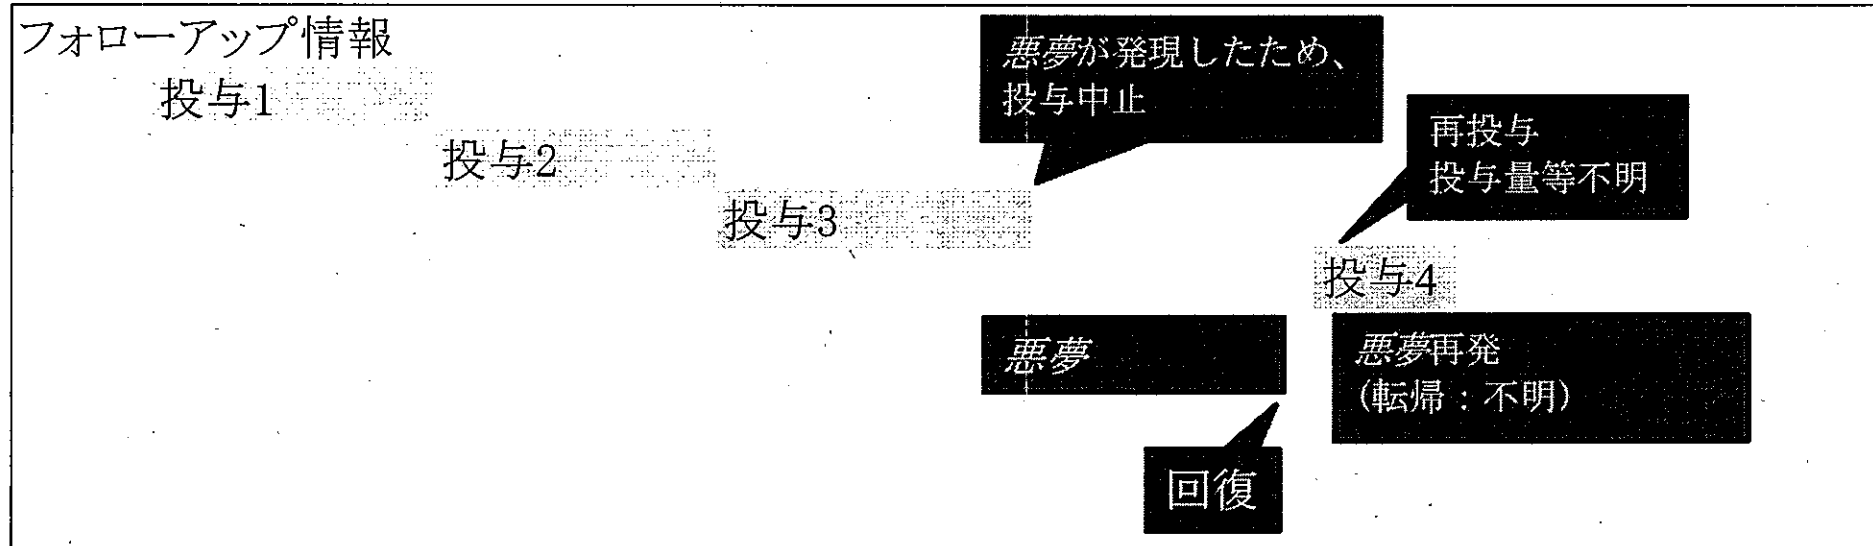 フォローアップ情報
投与1
投与2
投与3
悪夢が発現したため、
投与中止
再投与
投与量等不明
投与4
悪夢
悪夢再発
(転帰：不明)
回復